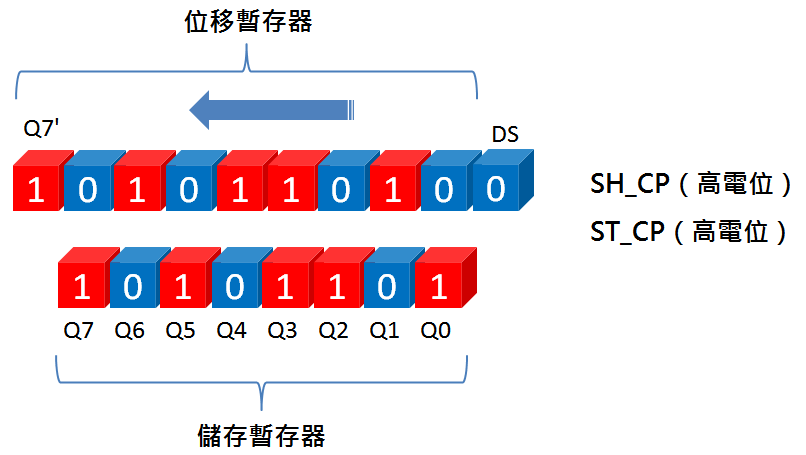 位移暫存器
Q7' DS
1 0 1 0 1 1 0 1 0 0
SH_CP（高電位）
ST_CP（高電位）
1 0 1 0 1 1 0 1
Q7 Q6 Q5 Q4 Q3 Q2 Q1 Q0
儲存暫存器